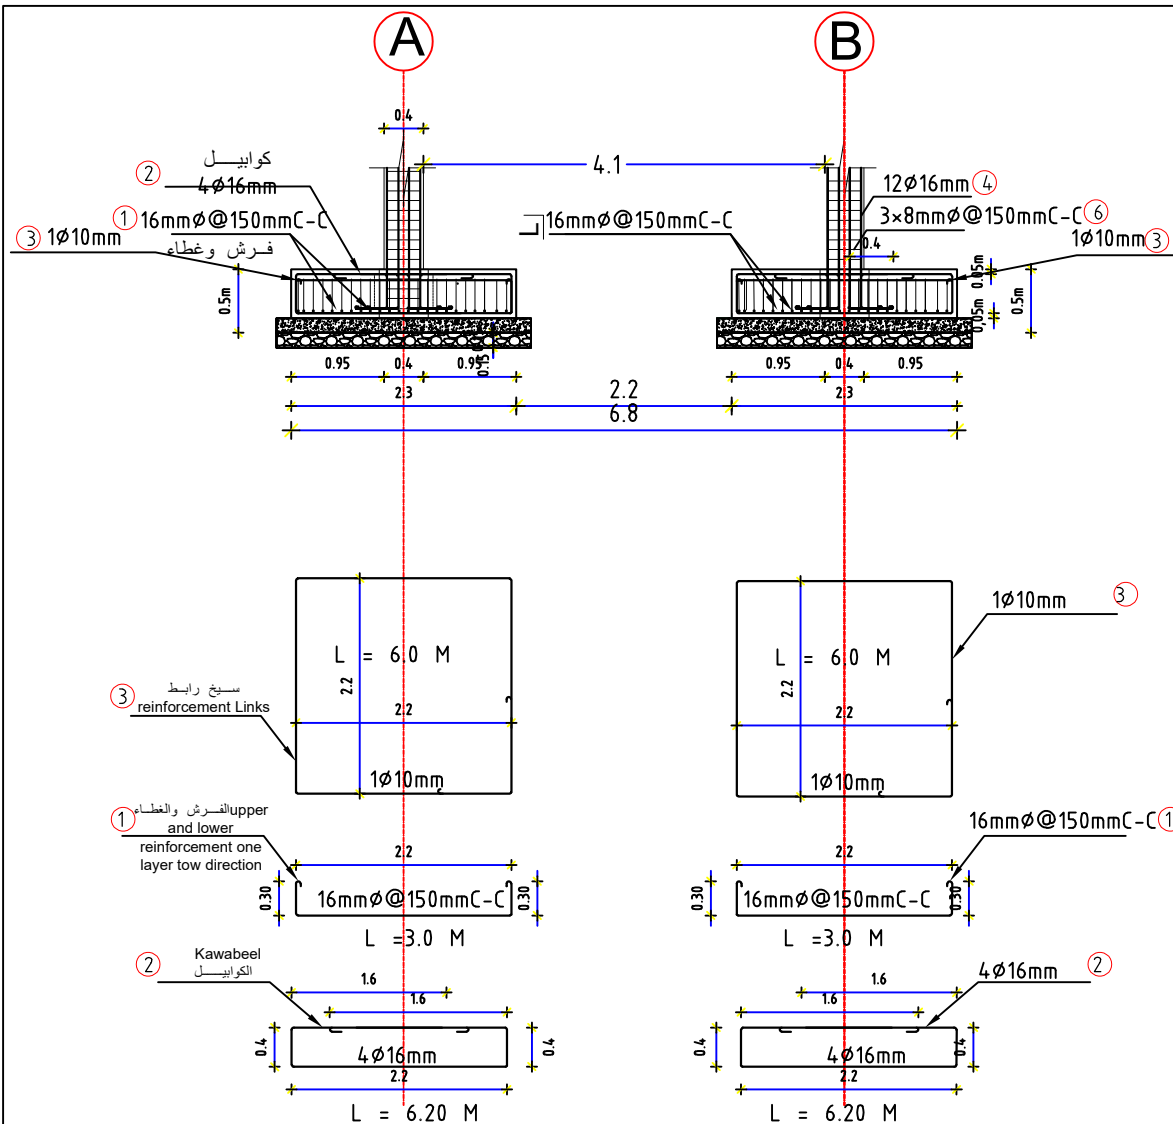 A
B
0.4
كوابيـــل
② 4Ø16mm
① 16mmØ@150mmC-C
③ 1Ø10mm
فـرش وغطـاء
4.1
12Ø16mm ④
16mmØ@150mmC-C
3×8mmØ@150mmC-C ⑥
0.4
1Ø10mm ③
0.5m
0.05m
0.05m
0.5m
0.95
0.4
0.95
0.95
0.4
0.95
2.3
2.2
2.3
6.8
L = 6.0 M
2.2
2.2
1Ø10mm
L = 6.0 M
2.2
2.2
1Ø10mm
1Ø10mm ③
③ سـيخ رابـط
reinforcement Links
① الفـرش والغطـاءupper
and lower
reinforcement one
layer tow direction
2.2
0.30
16mmØ@150mmC-C
0.30
L =3.0 M
16mmØ@150mmC-C ①
2.2
0.30
16mmØ@150mmC-C
0.30
L =3.0 M
② Kawabeel
الكوابيـــل
1.6
1.6
0.4
4Ø16mm
0.4
2.2
L = 6.20 M
4Ø16mm ②
1.6
1.6
0.4
4Ø16mm
0.4
2.2
L = 6.20 M